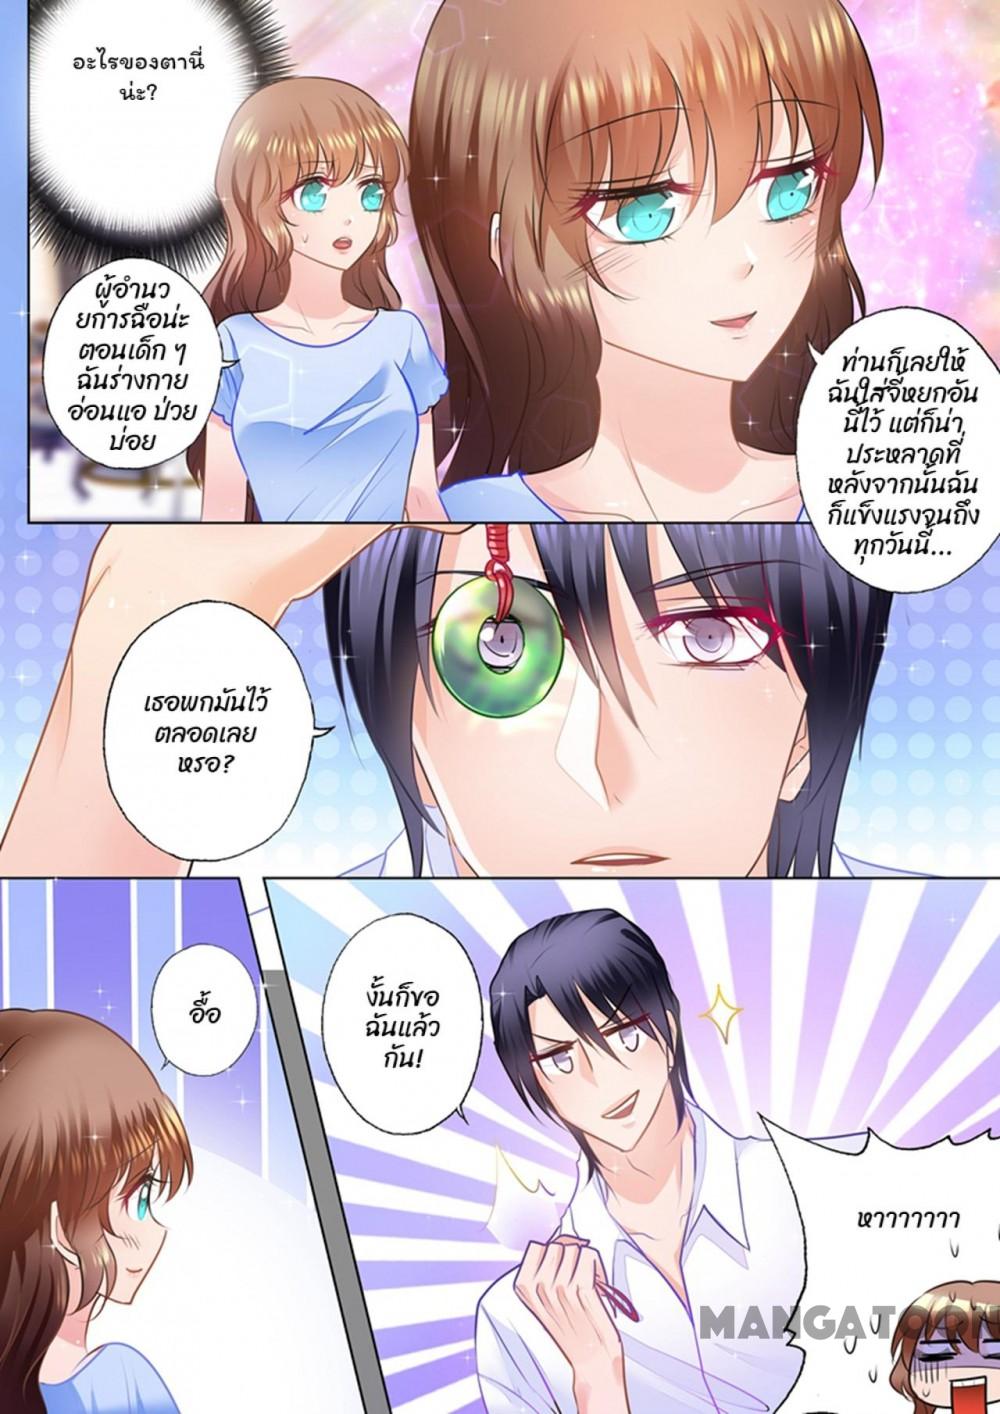 อะไรของตานี่
น่ะ?
ผู้อำนว
ยการฉือน่ะ
ตอนเด็ก ๆ
ฉันร่างกาย
อ่อนแอ ป่วย
บ่อย
ท่านก็เลยให้
ฉันใส่จี้หยกอัน
นี้ไว้ แต่ก็น่า
ประหลาดที่
หลังจากนั้นฉัน
ก็แข็งแรงจนถึง
ทุกวันนี้...
เธอพกมันไว้
ตลอดเลย
หรอ?
อื้อ
งั้นก็ขอ
ฉันแล้ว
กัน!
หาาาาาาา
MANGATOON